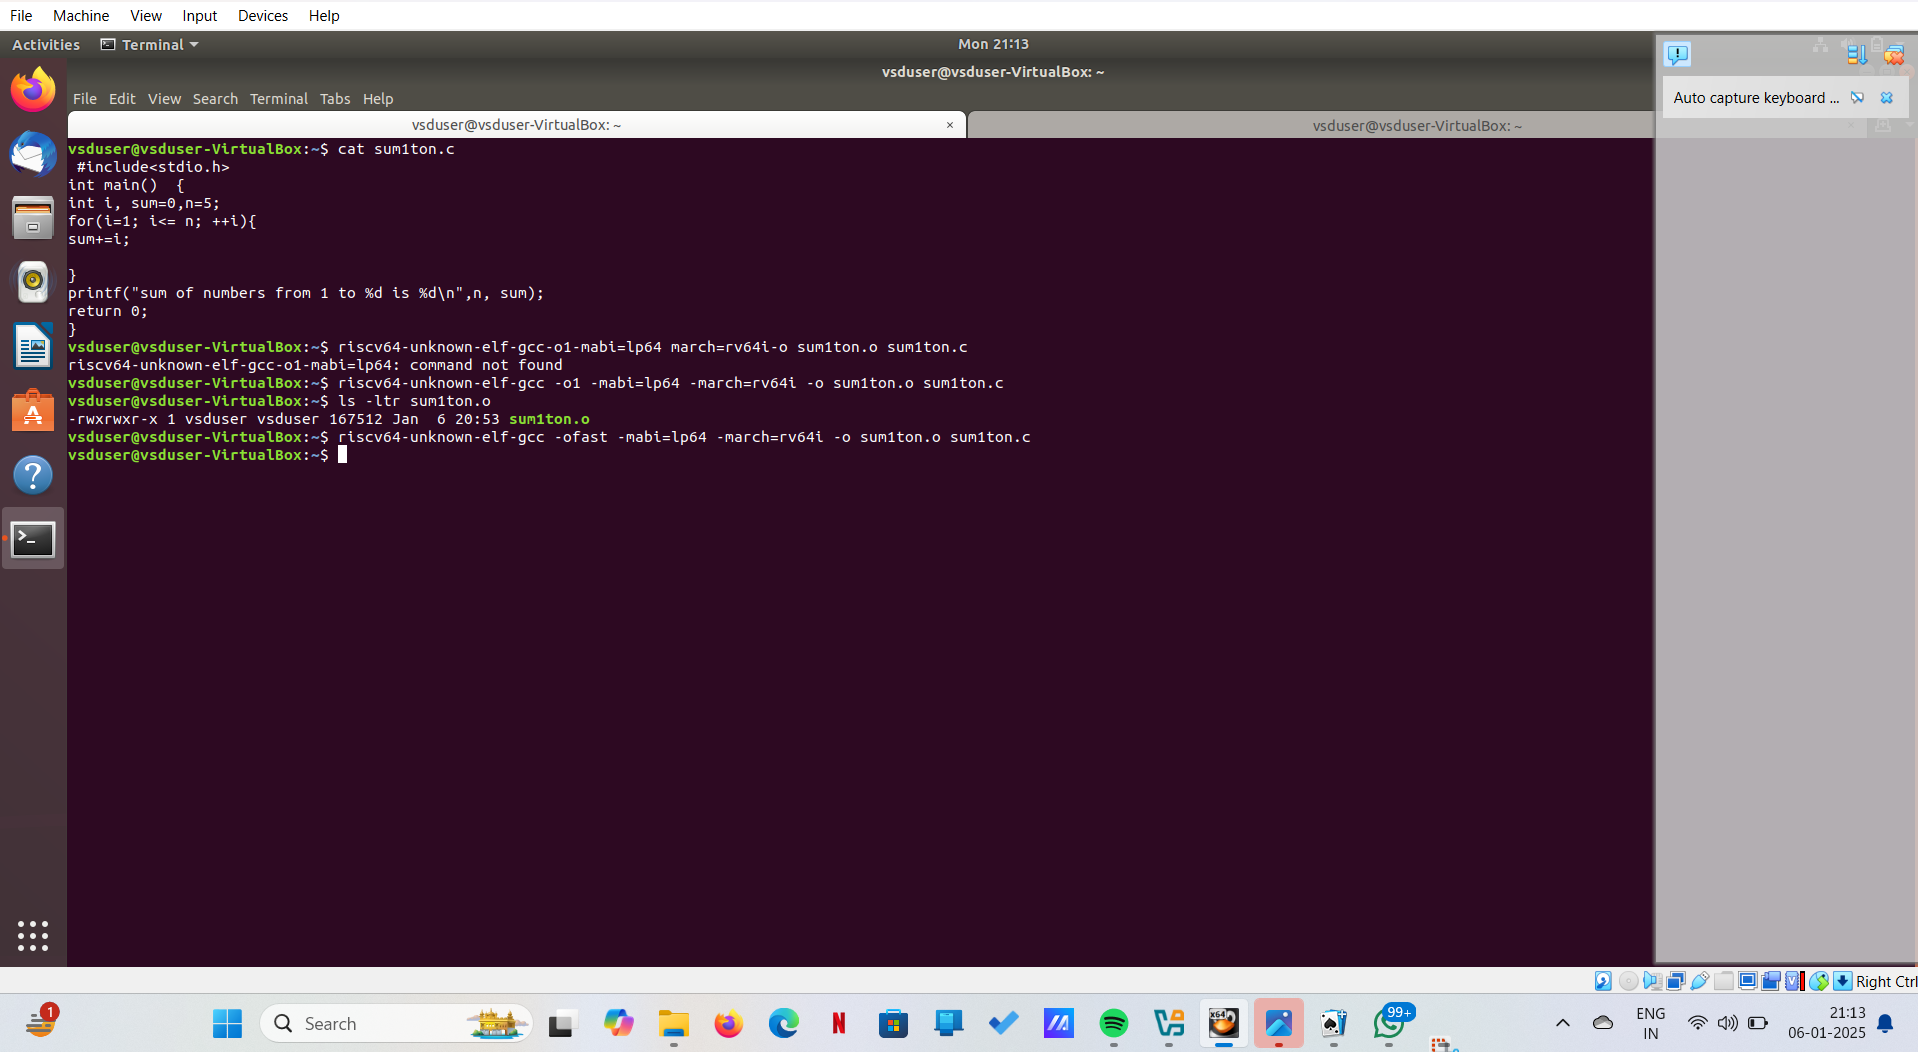 File Machine View Input Devices Help
Activities Terminal Mon 21:13
vsduser@vsduser-VirtualBox: ~
File Edit View Search Terminal Tabs Help
Auto capture keyboard ...
vsduser@vsduser-VirtualBox: ~ × vsduser@vsduser-VirtualBox: ~
vsduser@vsduser-VirtualBox:~$ cat sum1ton.c
 #include<stdio.h>
int main()  {
int i, sum=0,n=5;
for(i=1; i<= n; ++i){
sum+=i;
}
printf("sum of numbers from 1 to %d is %d\n",n, sum);
return 0;
}
vsduser@vsduser-VirtualBox:~$ riscv64-unknown-elf-gcc-o1-mabi=lp64 march=rv64i-o sum1ton.o sum1ton.c
riscv64-unknown-elf-gcc-o1-mabi=lp64: command not found
vsduser@vsduser-VirtualBox:~$ riscv64-unknown-elf-gcc -o1 -mabi=lp64 -march=rv64i -o sum1ton.o sum1ton.c
vsduser@vsduser-VirtualBox:~$ ls -ltr sum1ton.o
-rwxrwxr-x 1 vsduser vsduser 167512 Jan  6 20:53 sum1ton.o
vsduser@vsduser-VirtualBox:~$ riscv64-unknown-elf-gcc -ofast -mabi=lp64 -march=rv64i -o sum1ton.o sum1ton.c
vsduser@vsduser-VirtualBox:~$
Right Ctrl
1
Search
x64
99+
ENG
IN
21:13
06-01-2025